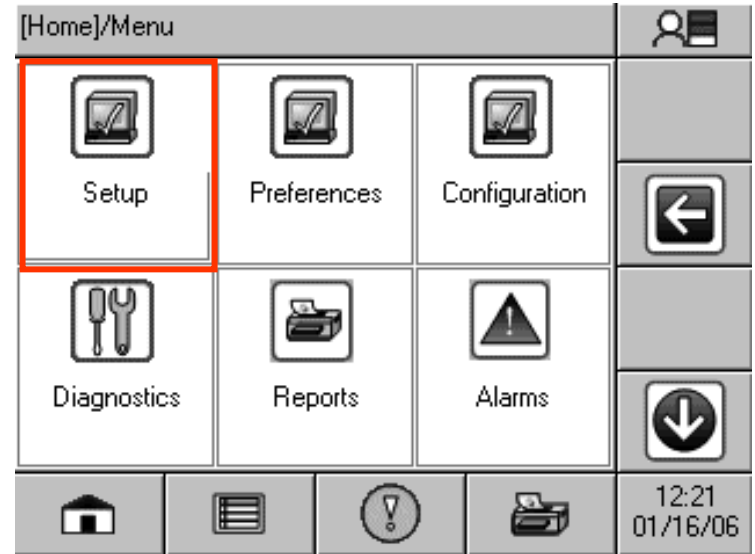 [Home]/Menu
Setup
Preferences
Configuration
Diagnostics
Reports
Alarms
12:21
01/16/06